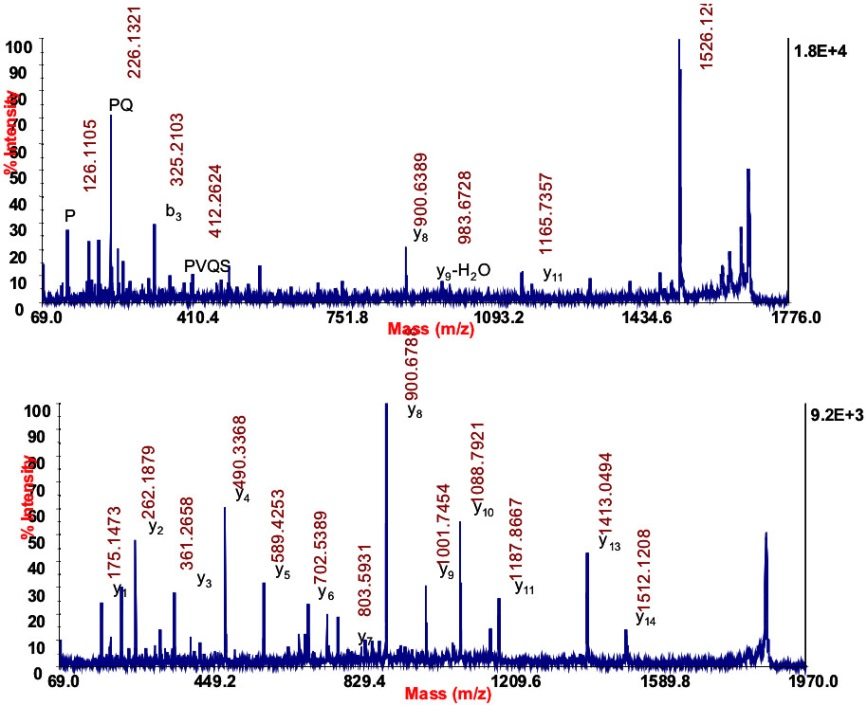 1526.12
226.1321
100
1.8E+4
90
80
PQ
70
126.1105
325.2103
60
% Intensity
50
412.2624
900.6389
983.6728
1165.7357
40
30
P
b3
y8
20
PVQS
y9-H2O
y11
10
0
69.0 410.4 751.8 1093.2 1434.6 1776.0
Mass (m/z)
900.678
100
y8
9.2E+3
90
262.1879
490.3368
1088.7921
80
1413.0494
70
y4
% Intensity
60
175.1473
361.2658
589.4253
1001.7454
y10
50
y2
702.5389
1187.8667
y13
1512.1208
40
803.5931
30
y1
y3
y5
y6
y9
y11
20
y14
10
y7
0
69.0 449.2 829.4 1209.6 1589.8 1970.0
Mass (m/z)